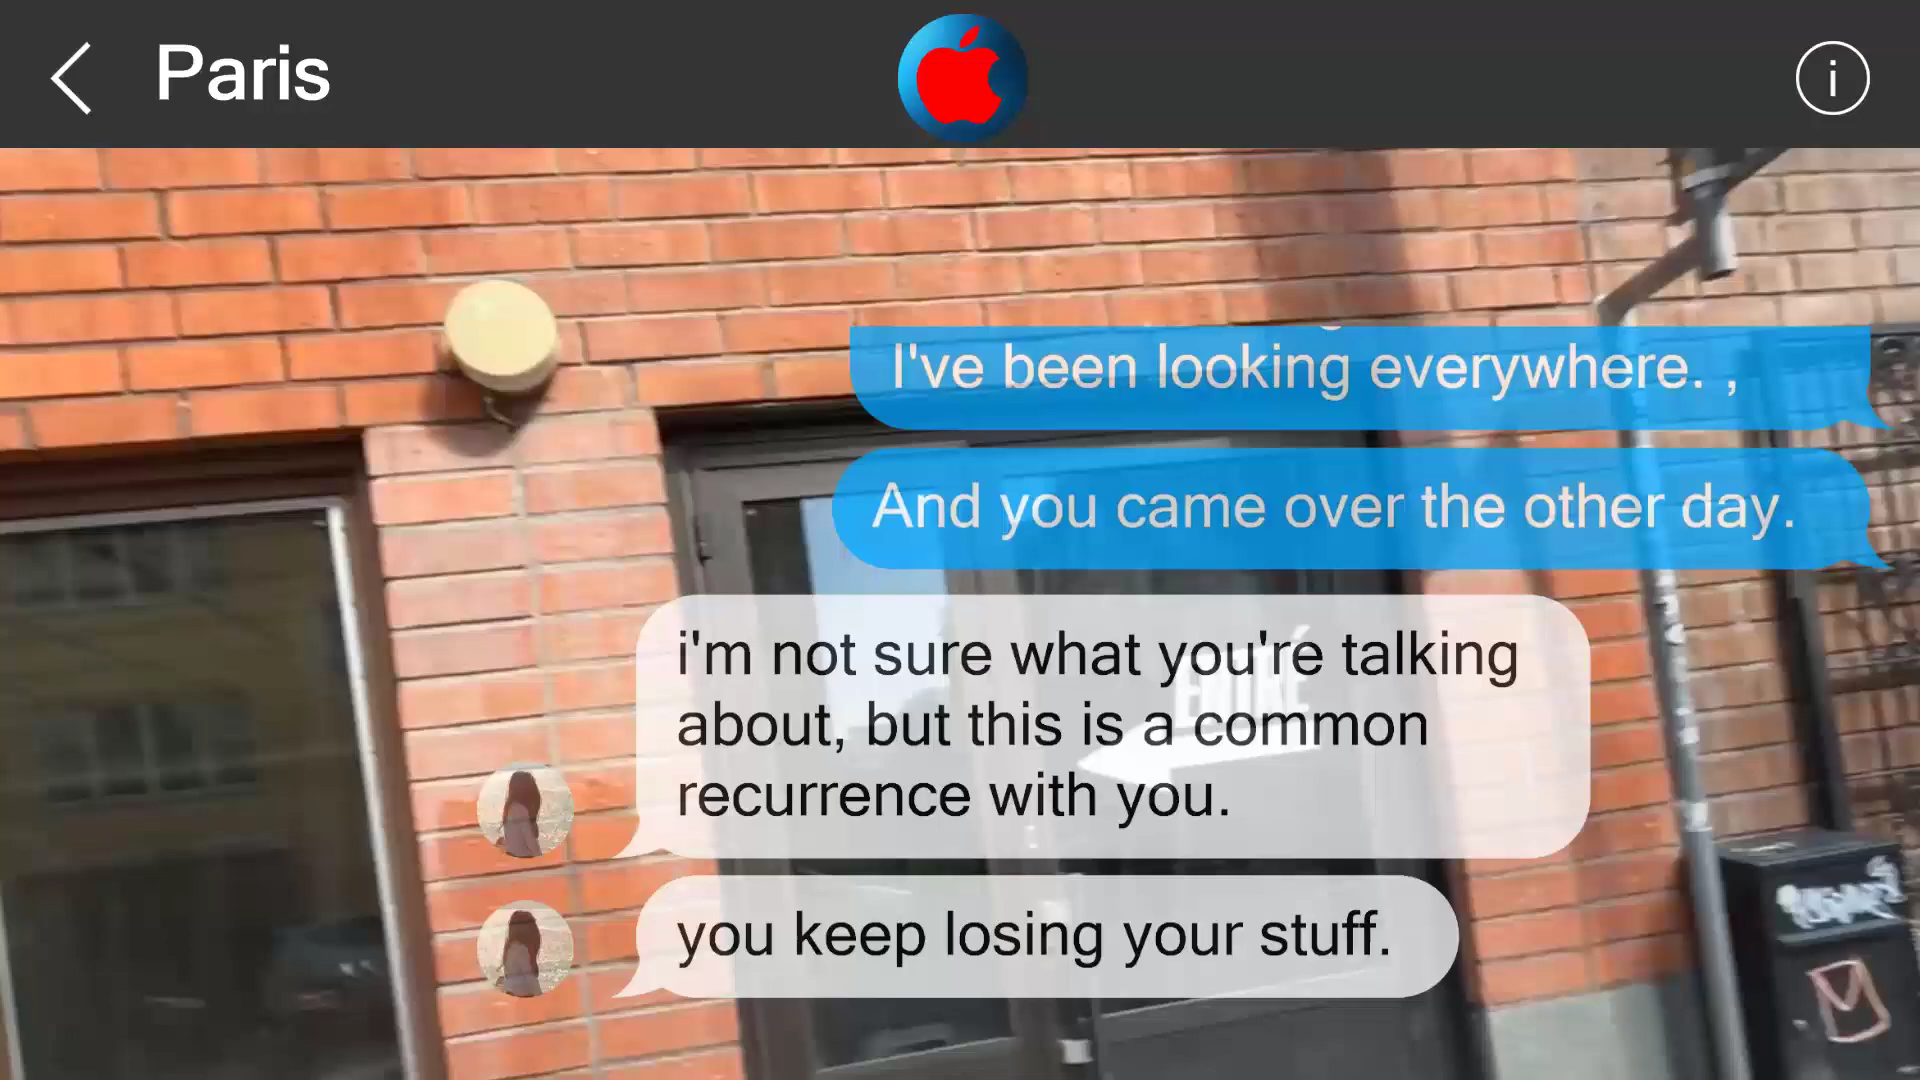 Paris
i
I've been looking everywhere. ,
And you came over the other day.
i'm not sure what you're talking
about, but this is a common
recurrence with you.
you keep losing your stuff.